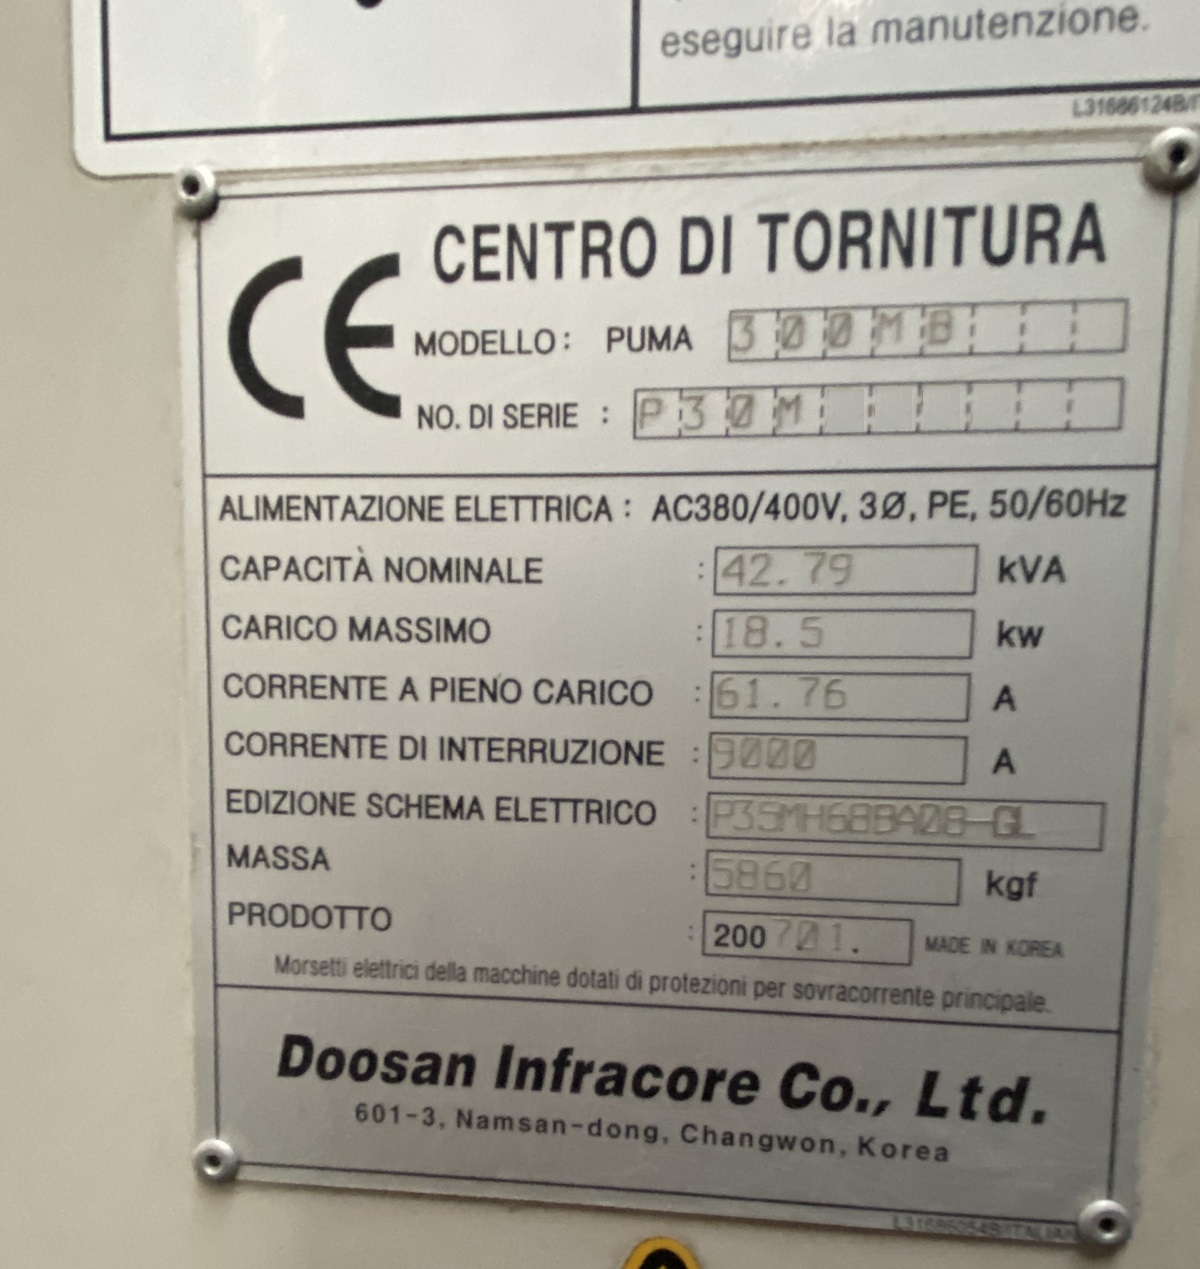 eseguire la manutenzione.
CE
CENTRO DI TORNITURA
MODELLO : PUMA 300MB
NO. DI SERIE : P30M
ALIMENTAZIONE ELETTRICA : AC380/400V, 3Ø, PE, 50/60Hz
CAPACITÀ NOMINALE : 42.79 kVA
CARICO MASSIMO : 18.5 kw
CORRENTE A PIENO CARICO : 61.76 A
CORRENTE DI INTERRUZIONE : 9000 A
EDIZIONE SCHEMA ELETTRICO :
MASSA : 5860 kgf
PRODOTTO : 200701. MADE IN KOREA
Morsetti elettrici della macchine dotati di protezioni per sovracorrente principale.
Doosan Infracore Co., Ltd.
601-3, Namsan-dong, Changwon, Korea